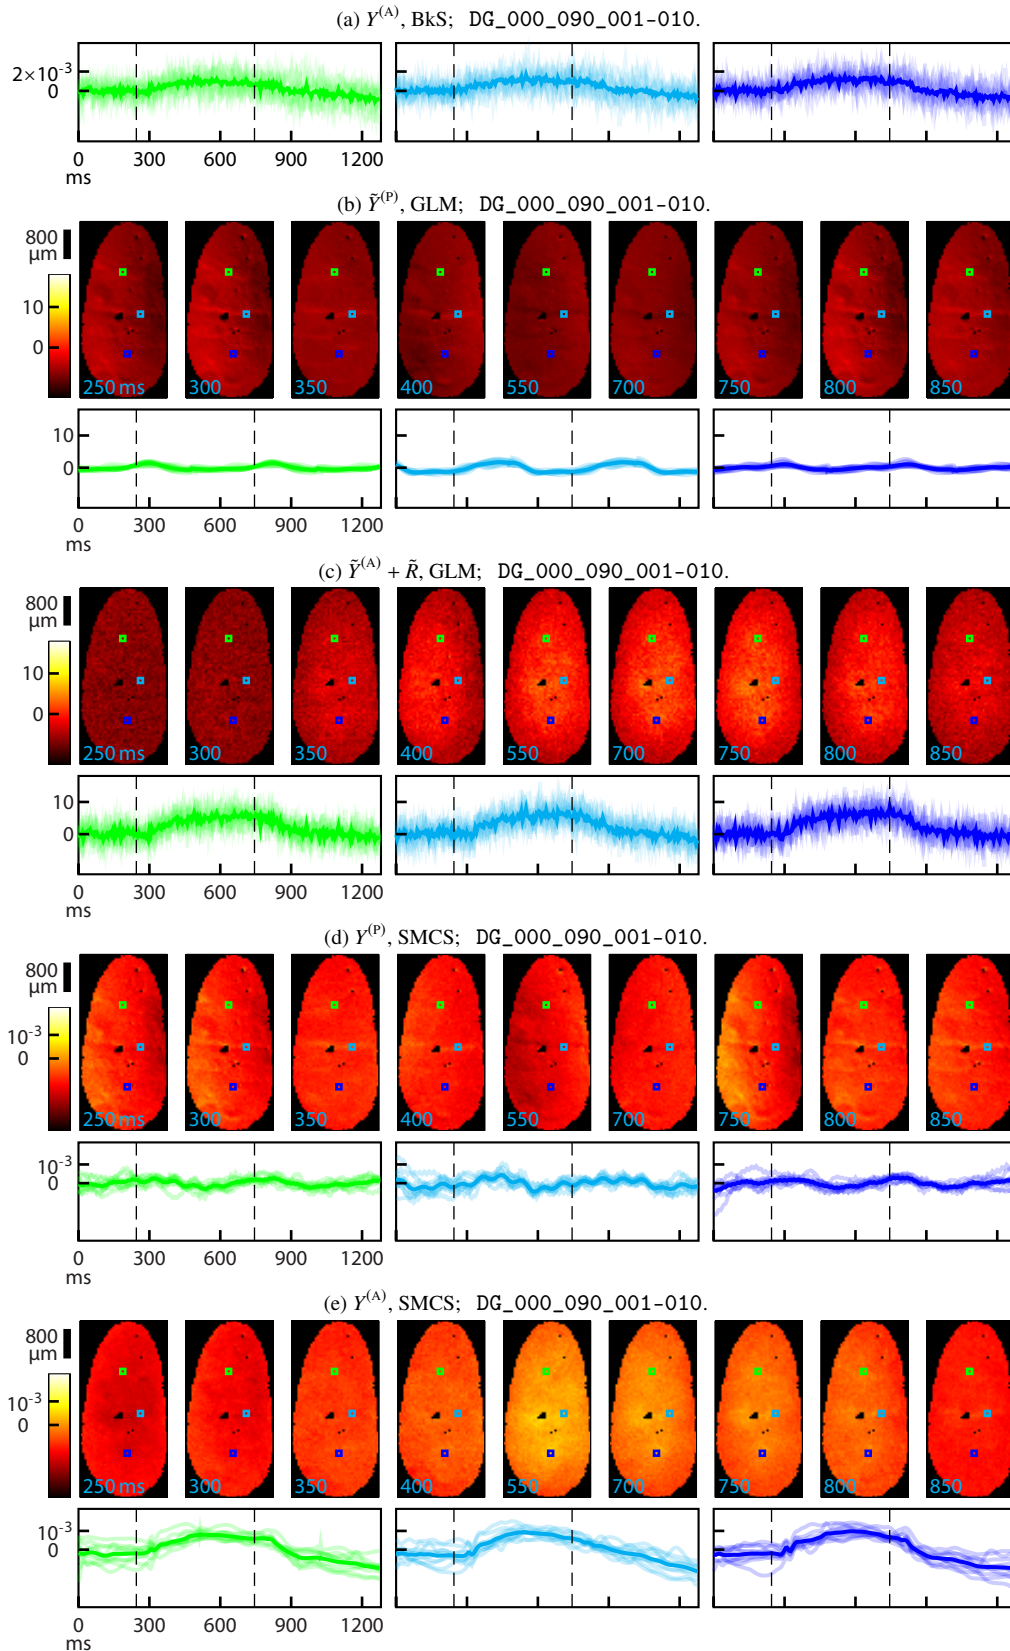 (a) Y^(A), BkS; DG_000_090_001-010.
2×10^-3
0
0 300 600 900 1200
ms
(b) Ỹ^(P), GLM; DG_000_090_001-010.
800
μm
10
0
250 ms 300 350 400 550 700 750 800 850
10
0
0 300 600 900 1200
ms
(c) Ỹ^(A) + R̃, GLM; DG_000_090_001-010.
800
μm
10
0
250 ms 300 350 400 550 700 750 800 850
10
0
0 300 600 900 1200
ms
(d) Y^(P), SMCS; DG_000_090_001-010.
800
μm
10^-3
0
250 ms 300 350 400 550 700 750 800 850
10^-3
0
0 300 600 900 1200
ms
(e) Y^(A), SMCS; DG_000_090_001-010.
800
μm
10^-3
0
250 ms 300 350 400 550 700 750 800 850
10^-3
0
0 300 600 900 1200
ms